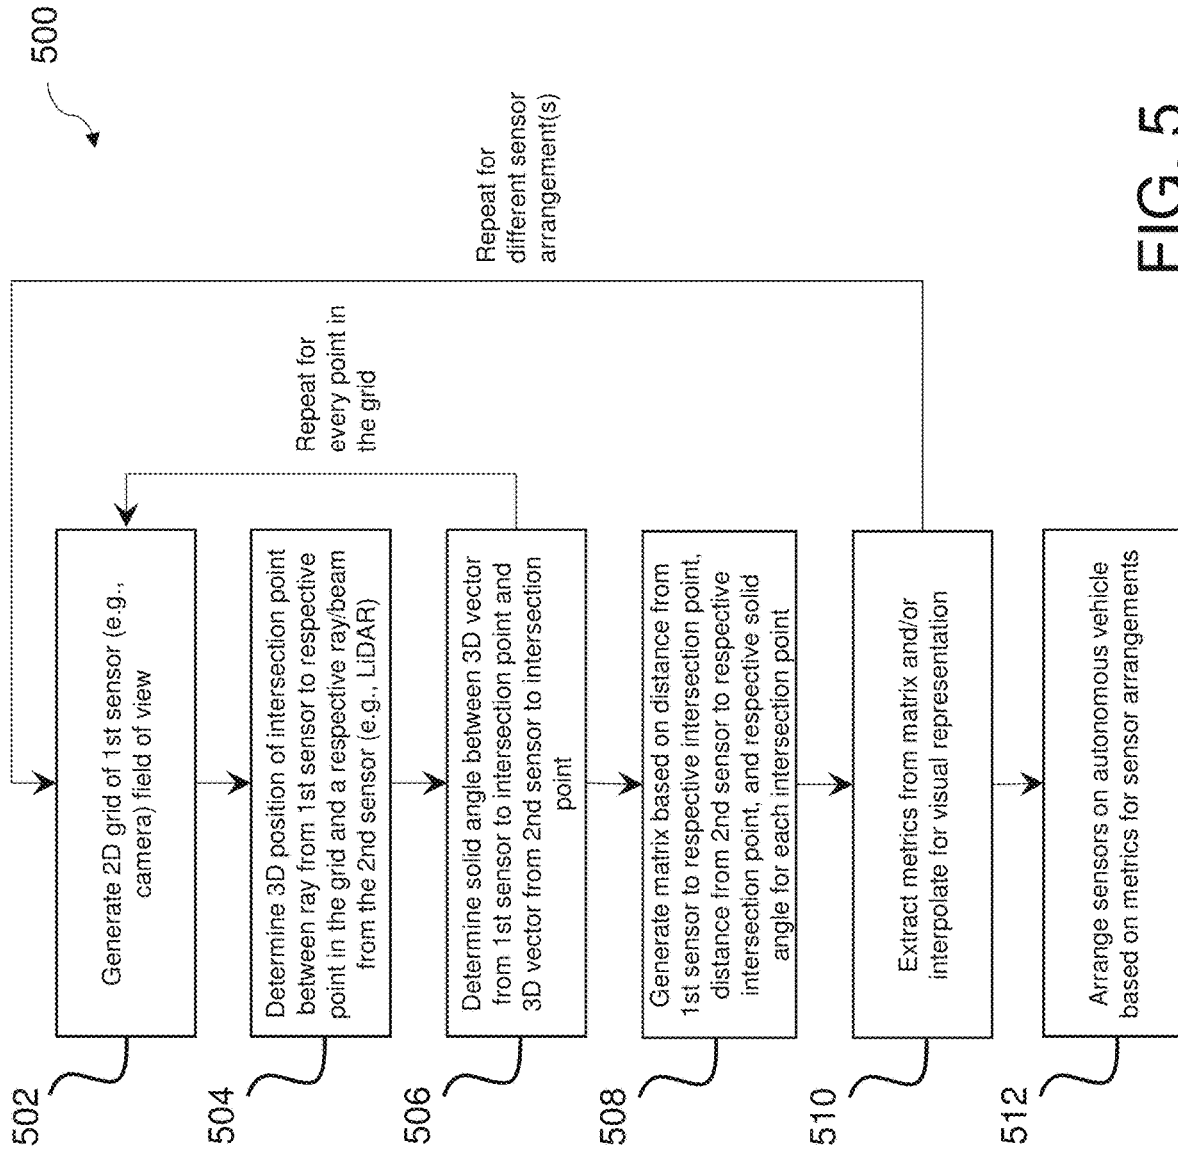 500
502
Generate 2D grid of 1st sensor (e.g.,
camera) field of view
504
Determine 3D position of intersection point
between ray from 1st sensor to respective
point in the grid and a respective ray/beam
from the 2nd sensor (e.g., LiDAR)
Repeat for
every point in
the grid
506
Determine solid angle between 3D vector
from 1st sensor to intersection point and
3D vector from 2nd sensor to intersection
point
Repeat for
different sensor
arrangement(s)
508
Generate matrix based on distance from
1st sensor to respective intersection point,
distance from 2nd sensor to respective
intersection point, and respective solid
angle for each intersection point
510
Extract metrics from matrix and/or
interpolate for visual representation
512
Arrange sensors on autonomous vehicle
based on metrics for sensor arrangements
FIG. 5